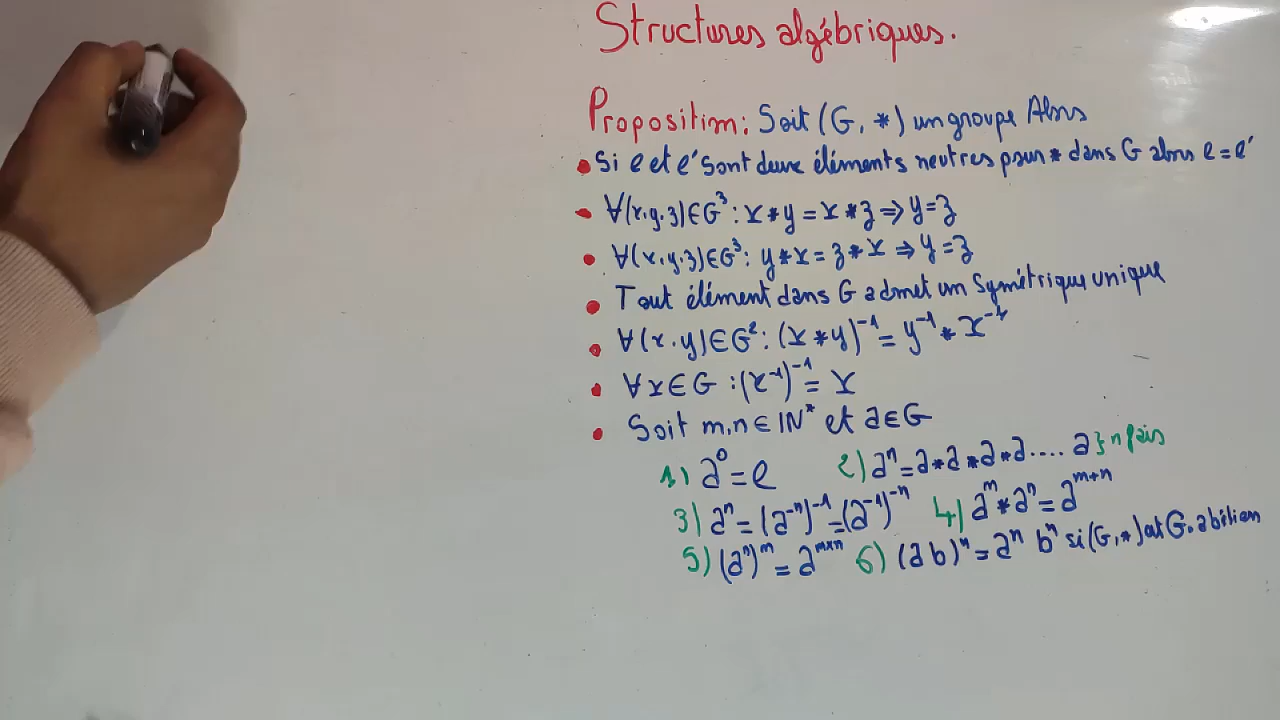 Structures algébriques.
Proposition: Soit (G, *) un groupe Alors
• Si e et e' sont deux éléments neutres pour * dans G alors e = e'
• ∀(x.y.z)∈G³: x * y = x * z ⇒ y = z
• ∀(x.y.z)∈G³: y * x = z * x ⇒ y = z
• Tout élément dans G admet un Symétrique unique
• ∀(x.y)∈G²: (x * y)⁻¹ = y⁻¹ * x⁻¹
• ∀x∈G : (x⁻¹)⁻¹ = x
• Soit m,n ∈ IN* et a∈G
1) a⁰ = e 2) aⁿ = a * a * a * a .... a } n fois
3) aⁿ = (a⁻ⁿ)⁻¹ = (a⁻¹)⁻ⁿ 4) aᵐ * aⁿ = aᵐ⁺ⁿ
5) (aⁿ)ᵐ = aᵐˣⁿ 6) (a b)ⁿ = aⁿ bⁿ si (G, *) est G. abélien